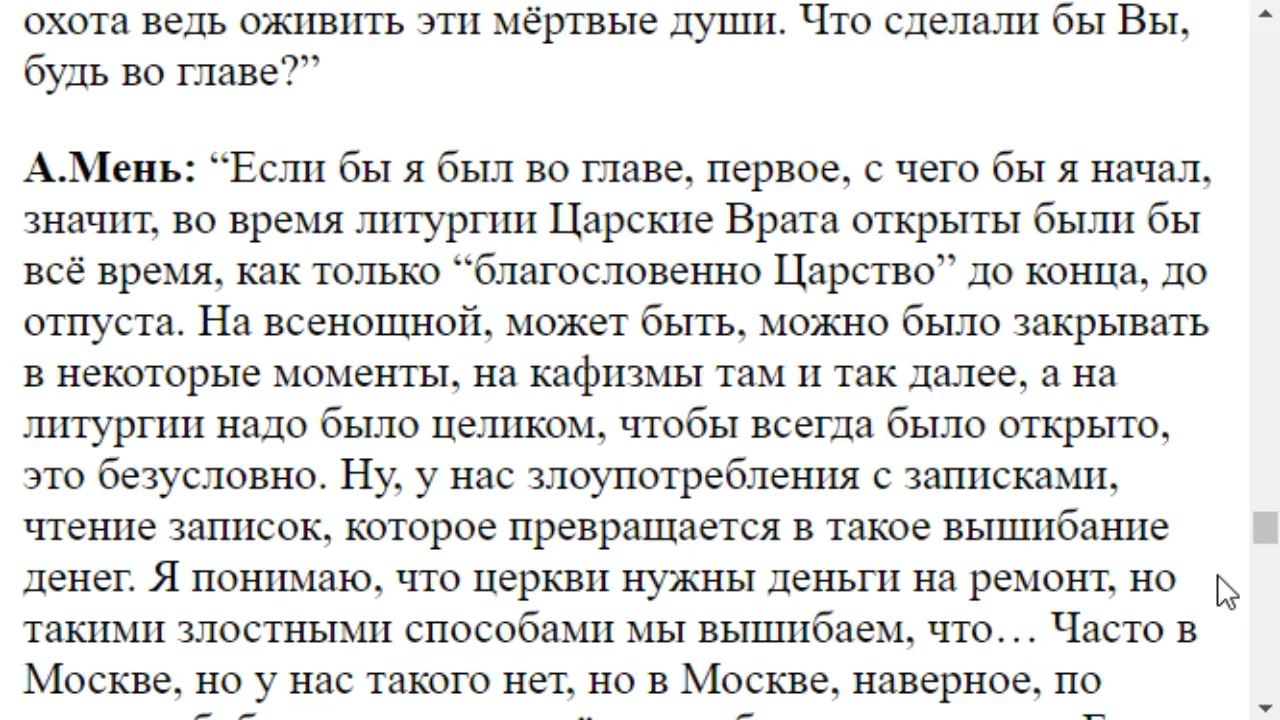 охота ведь оживить эти мёртвые души. Что сделали бы Вы,
будь во главе?”
А.Мень: “Если бы я был во главе, первое, с чего бы я начал,
значит, во время литургии Царские Врата открыты были бы
всё время, как только “благословенно Царство” до конца, до
отпуста. На всенощной, может быть, можно было закрывать
в некоторые моменты, на кафизмы там и так далее, а на
литургии надо было целиком, чтобы всегда было открыто,
это безусловно. Ну, у нас злоупотребления с записками,
чтение записок, которое превращается в такое вышибание
денег. Я понимаю, что церкви нужны деньги на ремонт, но
такими злостными способами мы вышибаем, что… Часто в
Москве, но у нас такого нет, но в Москве, наверное, по